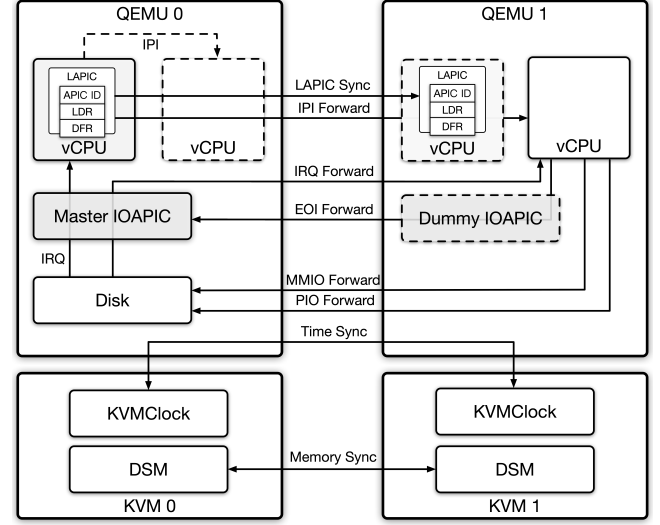 QEMU 0
QEMU 1
IPI
LAPIC
APIC ID
LDR
DFR
vCPU
vCPU
LAPIC Sync
IPI Forward
LAPIC
APIC ID
LDR
DFR
vCPU
vCPU
IRQ Forward
Master IOAPIC
EOI Forward
Dummy IOAPIC
IRQ
Disk
MMIO Forward
PIO Forward
Time Sync
KVMClock
KVMClock
DSM
Memory Sync
DSM
KVM 0
KVM 1